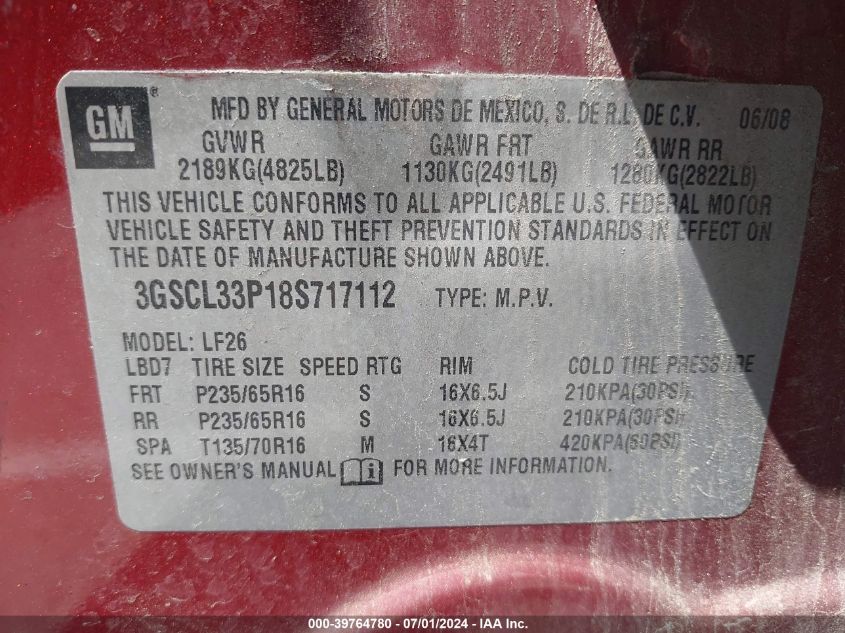 GM ® MFD BY GENERAL MOTORS DE MEXICO, S. DE R.L. DE C.V. 06/08
GVWR GAWR FRT GAWR RR
2189KG(4825LB) 1130KG(2491LB) 1280KG(2822LB)
THIS VEHICLE CONFORMS TO ALL APPLICABLE U.S. FEDERAL MOTOR
VEHICLE SAFETY AND THEFT PREVENTION STANDARDS IN EFFECT ON
THE DATE OF MANUFACTURE SHOWN ABOVE.
3GSCL33P18S717112 TYPE: M.P.V.
MODEL: LF26
LBD7 TIRE SIZE SPEED RTG RIM COLD TIRE PRESSURE
FRT P235/65R16 S 16X6.5J 210KPA(30PSI)
RR P235/65R16 S 16X6.5J 210KPA(30PSI)
SPA T135/70R16 M 16X4T 420KPA(60PSI)
SEE OWNER'S MANUAL i FOR MORE INFORMATION.
000-39764780 - 07/01/2024 - IAA Inc.